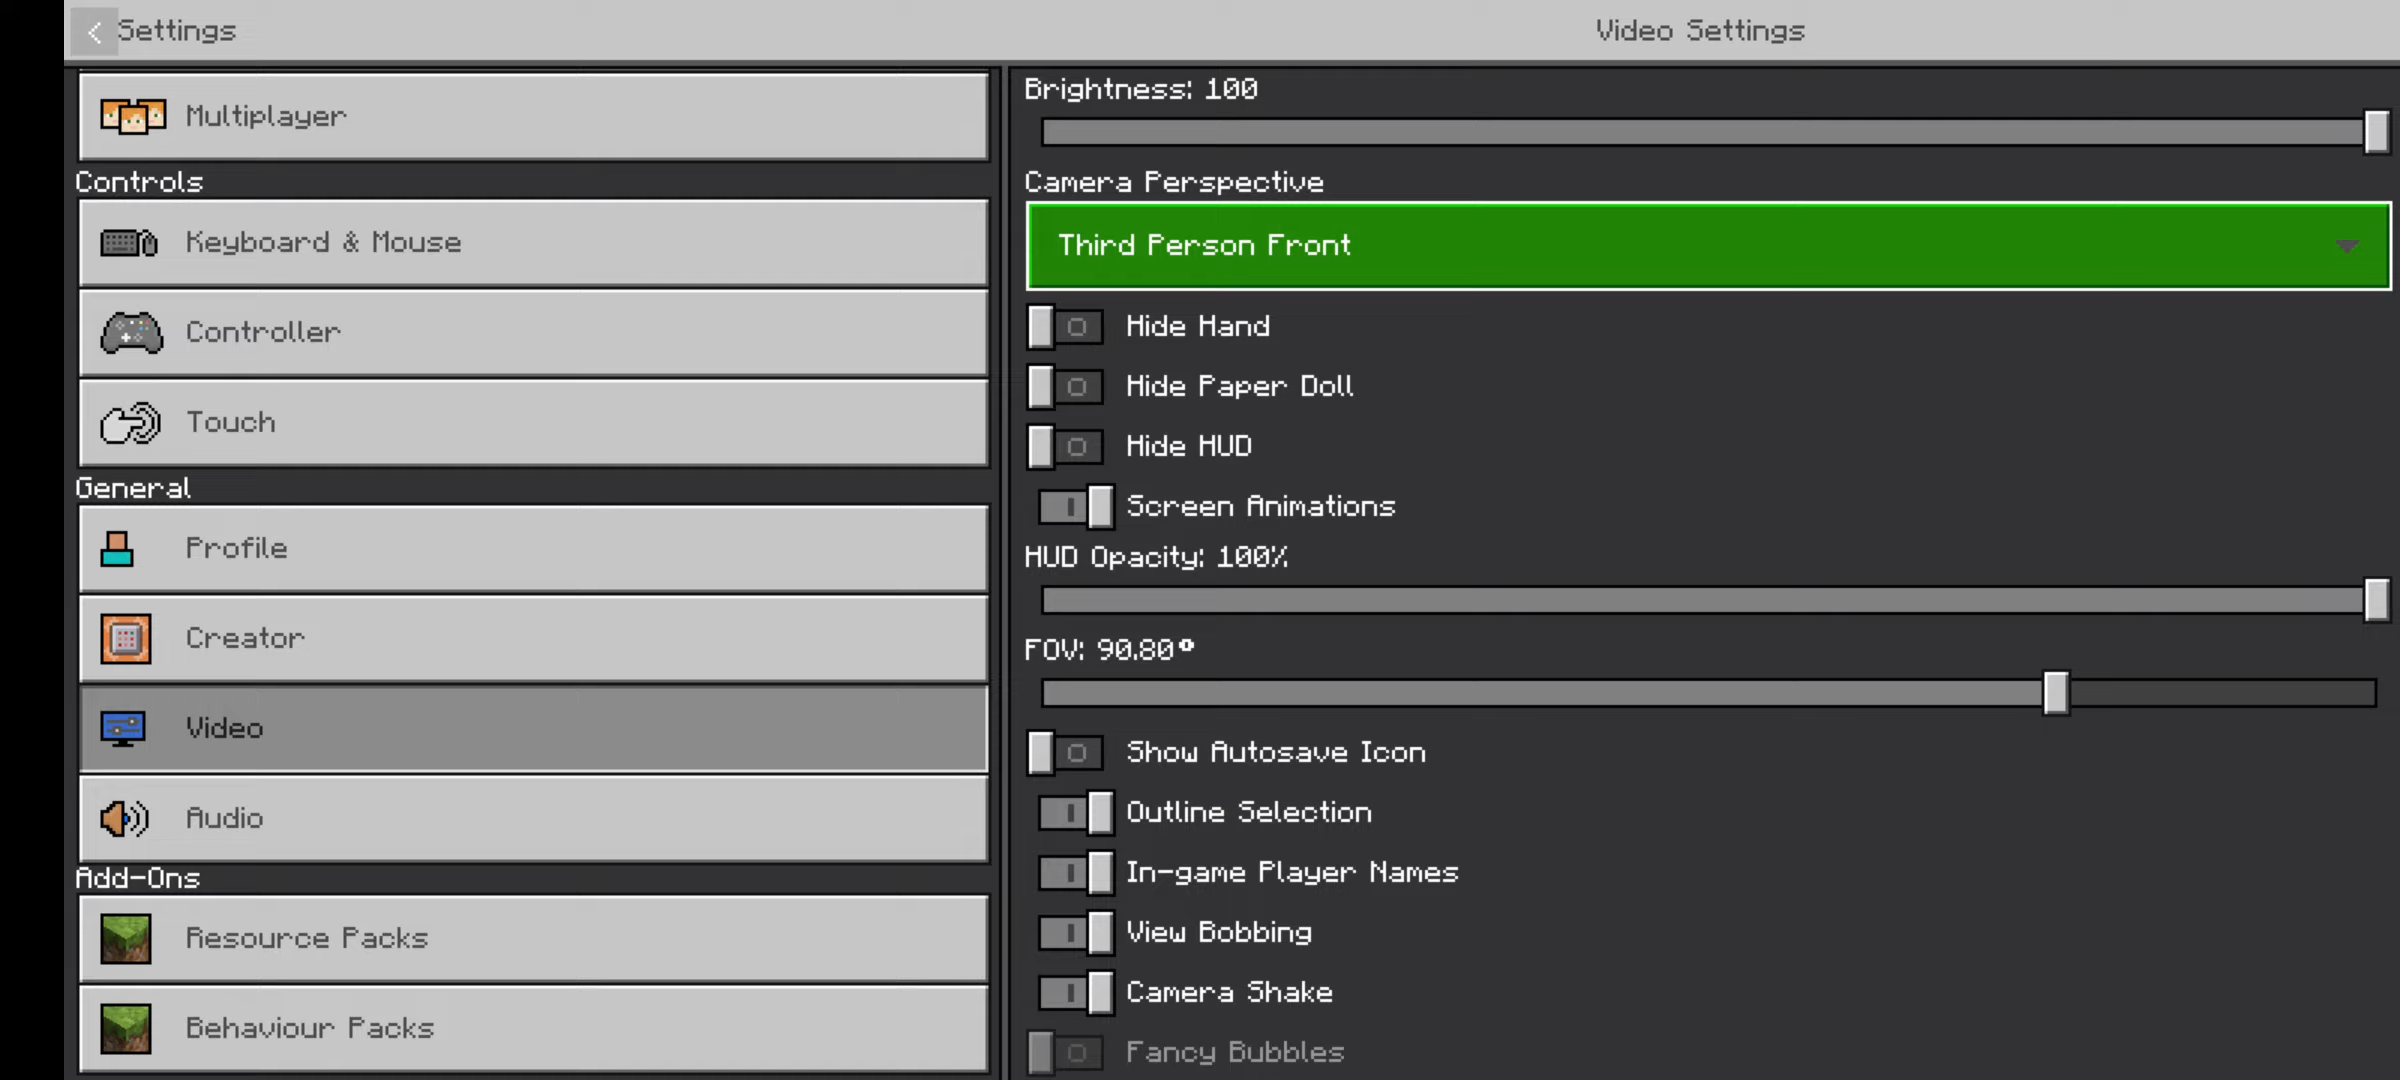 Settings
Video Settings
Multiplayer
Controls
Keyboard & Mouse
Controller
Touch
General
Profile
Creator
Video
Audio
Add-Ons
Resource Packs
Behaviour Packs
Brightness: 100
Camera Perspective
Third Person Front
Hide Hand
Hide Paper Doll
Hide HUD
Screen Animations
HUD Opacity: 100%
FOV: 90.80°
Show Autosave Icon
Outline Selection
In-game Player Names
View Bobbing
Camera Shake
Fancy Bubbles